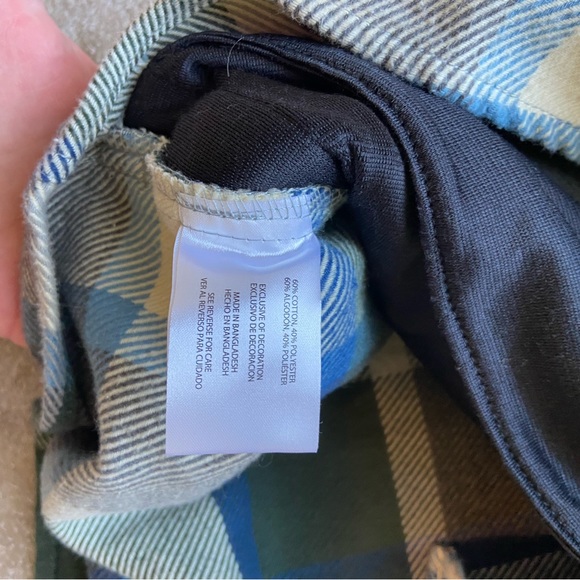 60% COTTON, 40% POLYESTER
60% ALGODON, 40% POLIÉSTER
EXCLUSIVE OF DECORATION
EXCLUSIVO DE DECORACIÓN
MADE IN BANGLADESH
HECHO EN BANGLADESH
SEE REVERSE FOR CARE
VER AL REVERSO PARA CUIDADO